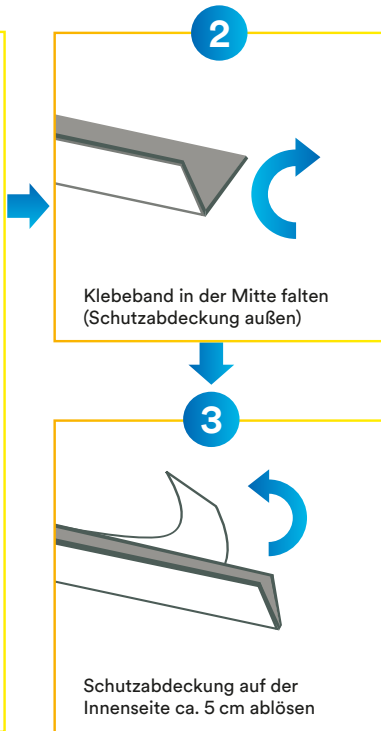 2
Klebeband in der Mitte falten
(Schutzabdeckung außen)
3
Schutzabdeckung auf der
Innenseite ca. 5 cm ablösen